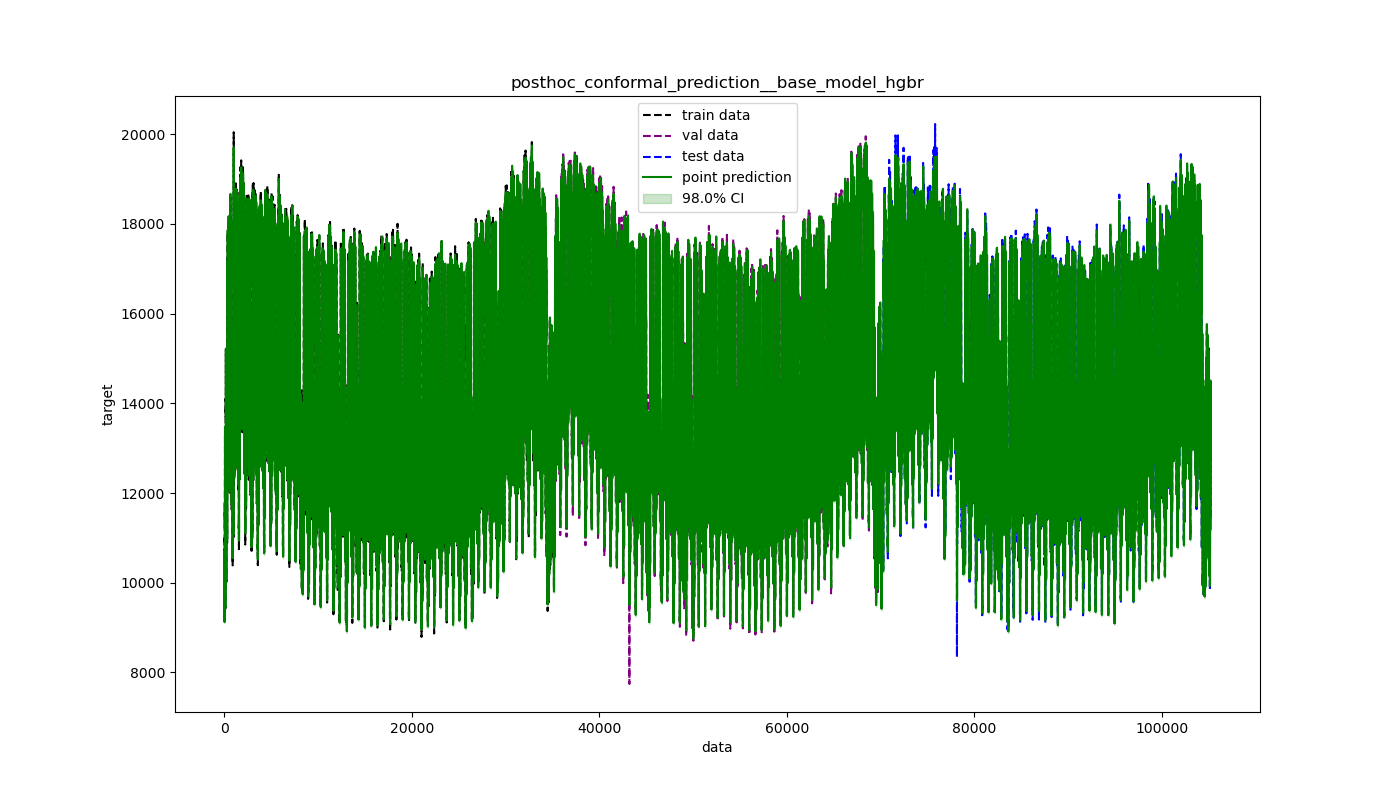 posthoc_conformal_prediction__base_model_hgbr
train data
val data
test data
point prediction
98.0% CI
target
20000
18000
16000
14000
12000
10000
8000
0
20000
40000
60000
80000
100000
data